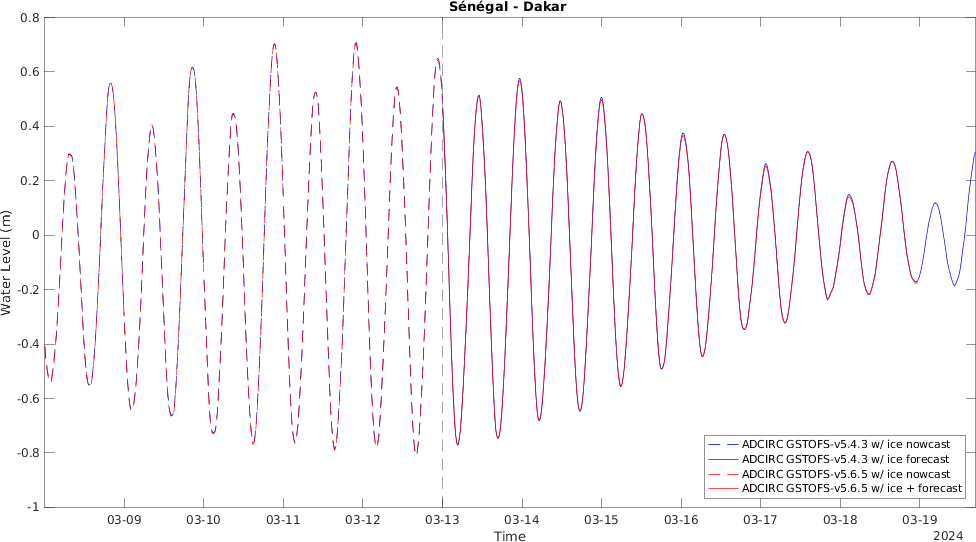 Sénégal - Dakar
0.8
0.6
0.4
0.2
0
-0.2
-0.4
-0.6
-0.8
-1
Water Level (m)
ADCIRC GSTOFS-v5.4.3 w/ ice nowcast
ADCIRC GSTOFS-v5.4.3 w/ ice forecast
ADCIRC GSTOFS-v5.6.5 w/ ice nowcast
ADCIRC GSTOFS-v5.6.5 w/ ice + forecast
03-09 03-10 03-11 03-12 03-13 03-14 03-15 03-16 03-17 03-18 03-19
Time
2024